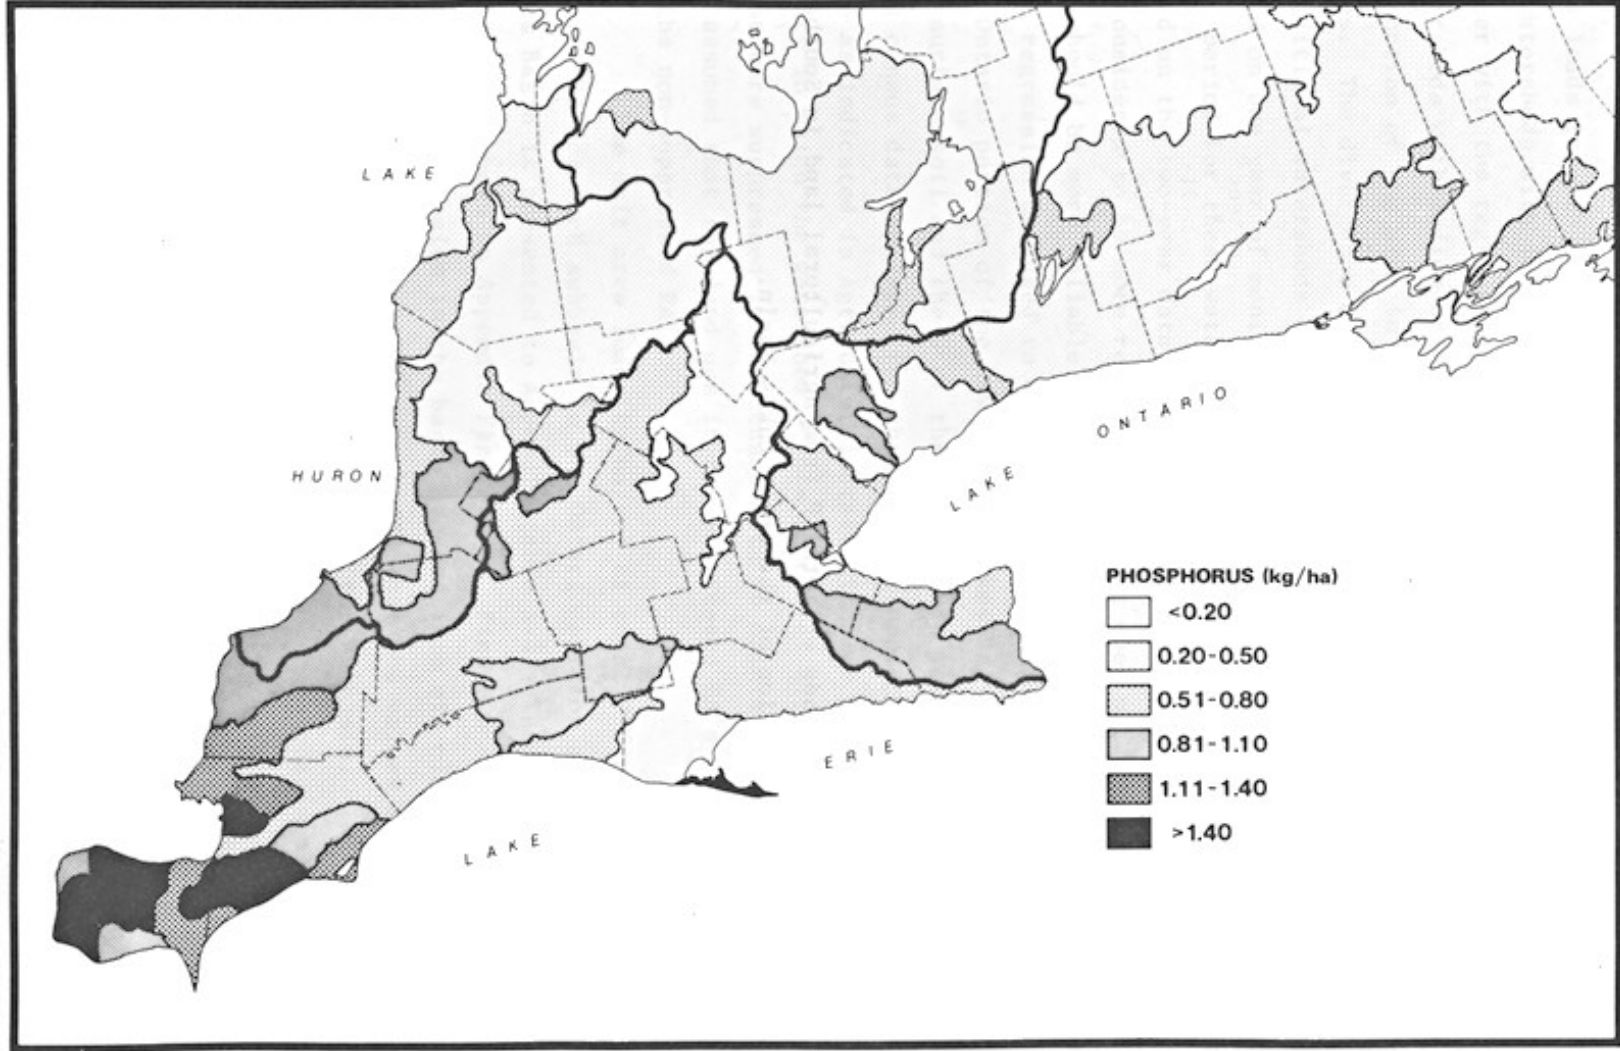 LAKE
HURON
ONTARIO
LAKE
ERIE
LAKE
PHOSPHORUS (kg/ha)
<0.20
0.20-0.50
0.51-0.80
0.81-1.10
1.11-1.40
>1.40